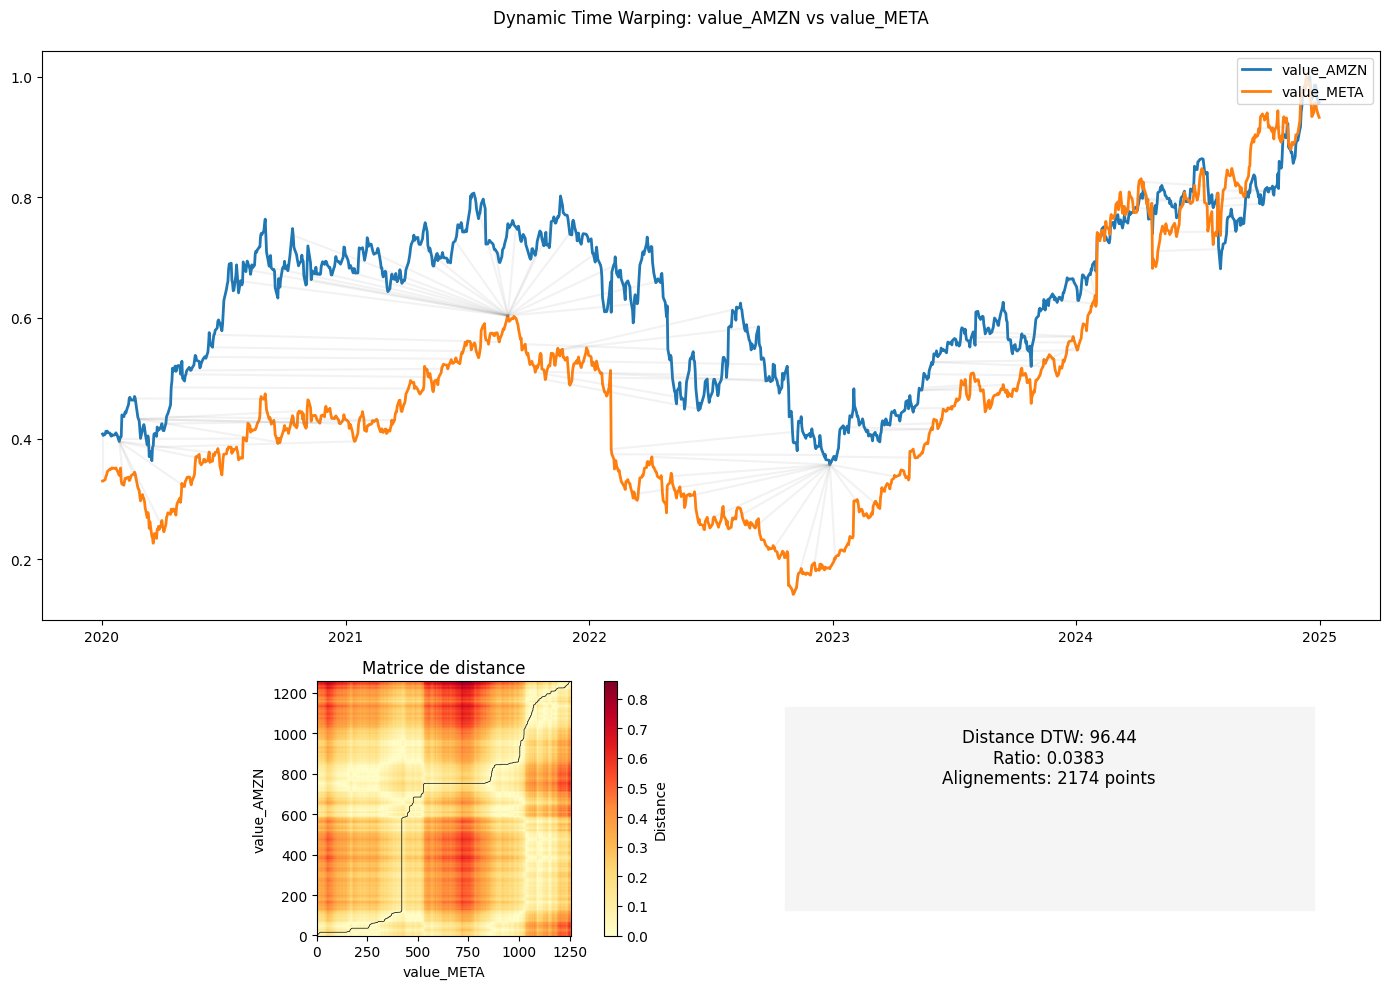 Dynamic Time Warping: value_AMZN vs value_META
value_AMZN
value_META
1.0
0.8
0.6
0.4
0.2
2020 2021 2022 2023 2024 2025
Matrice de distance
value_AMZN
1200
1000
800
600
400
200
0
0 250 500 750 1000 1250
value_META
0.8
0.7
0.6
0.5
0.4
0.3
0.2
0.1
0.0
Distance
Distance DTW: 96.44
Ratio: 0.0383
Alignements: 2174 points